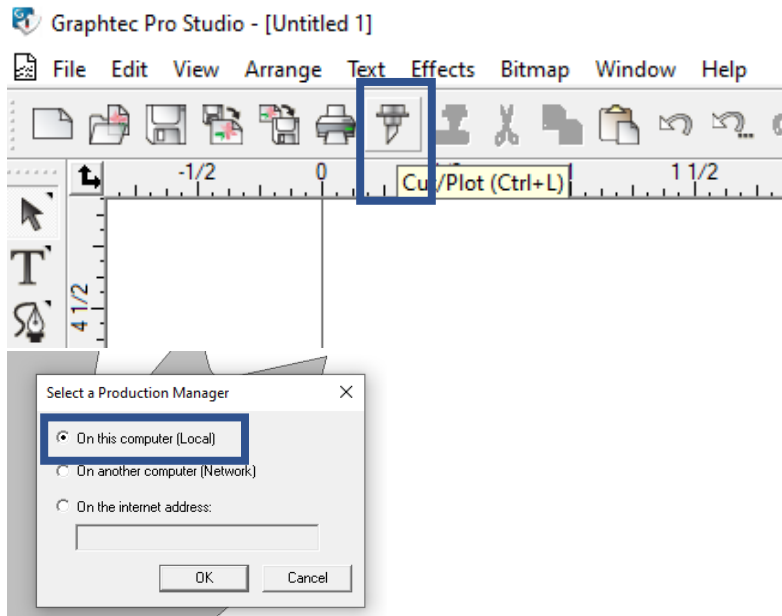 Graphtec Pro Studio - [Untitled 1]
File Edit View Arrange Text Effects Bitmap Window Help
-1/2 0 1 1/2
Cut/Plot (Ctrl+L)
T
4 1/2
Select a Production Manager
On this computer (Local)
On another computer (Network)
On the internet address:
OK Cancel